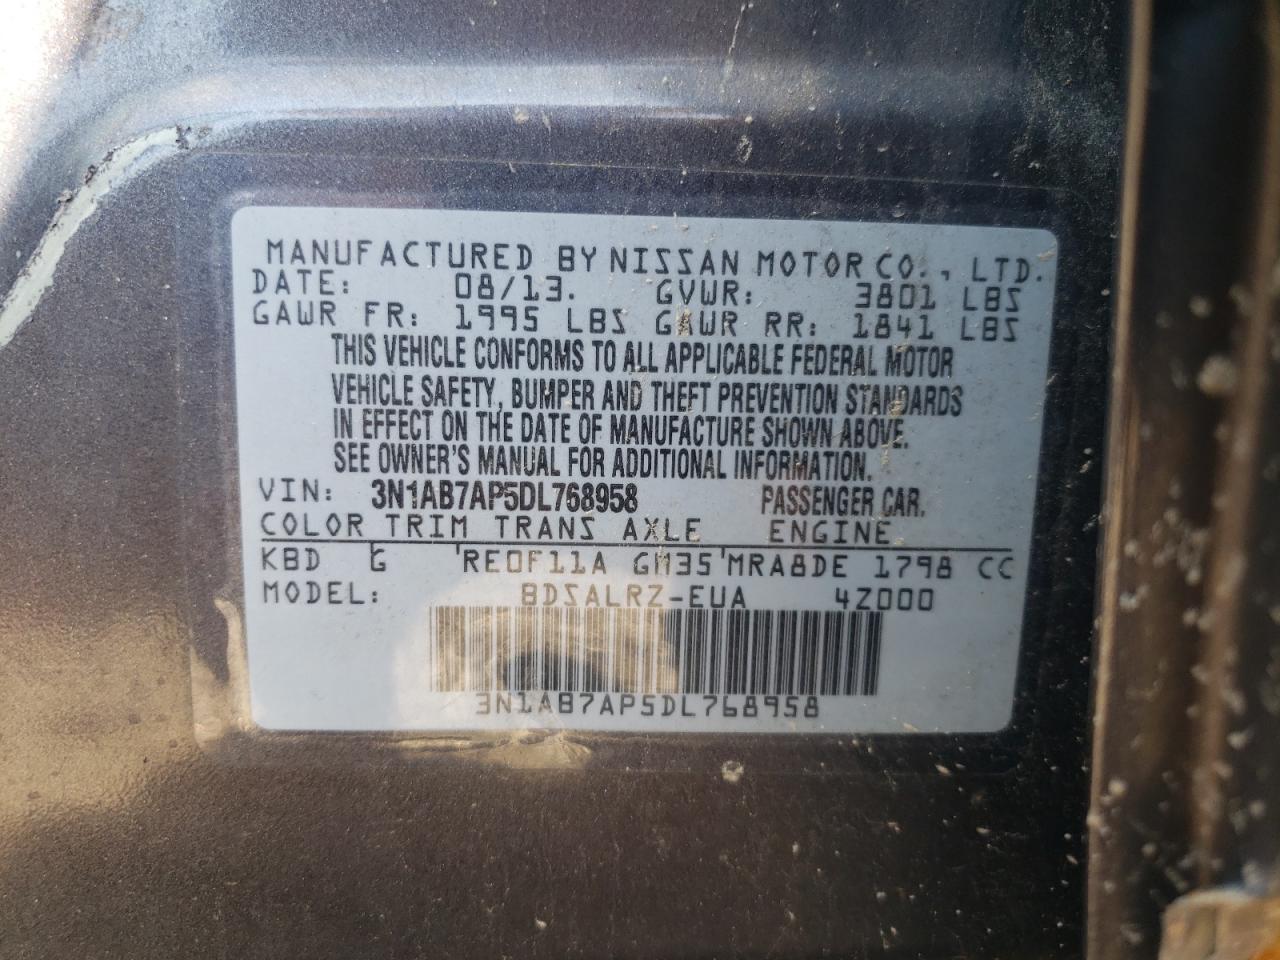 MANUFACTURED BY NISSAN MOTOR CO., LTD.
DATE: 08/13. GVWR: 3801 LBS
GAWR FR: 1995 LBS GAWR RR: 1841 LBS
THIS VEHICLE CONFORMS TO ALL APPLICABLE FEDERAL MOTOR
VEHICLE SAFETY, BUMPER AND THEFT PREVENTION STANDARDS
IN EFFECT ON THE DATE OF MANUFACTURE SHOWN ABOVE.
SEE OWNER'S MANUAL FOR ADDITIONAL INFORMATION.
VIN: 3N1AB7AP5DL768958 PASSENGER CAR.
COLOR TRIM TRANS AXLE ENGINE
KBD G RE0F11A GH35 MRA8DE 1798 CC
MODEL: BDSALRZ-EUA 4Z000
3N1AB7AP5DL768958